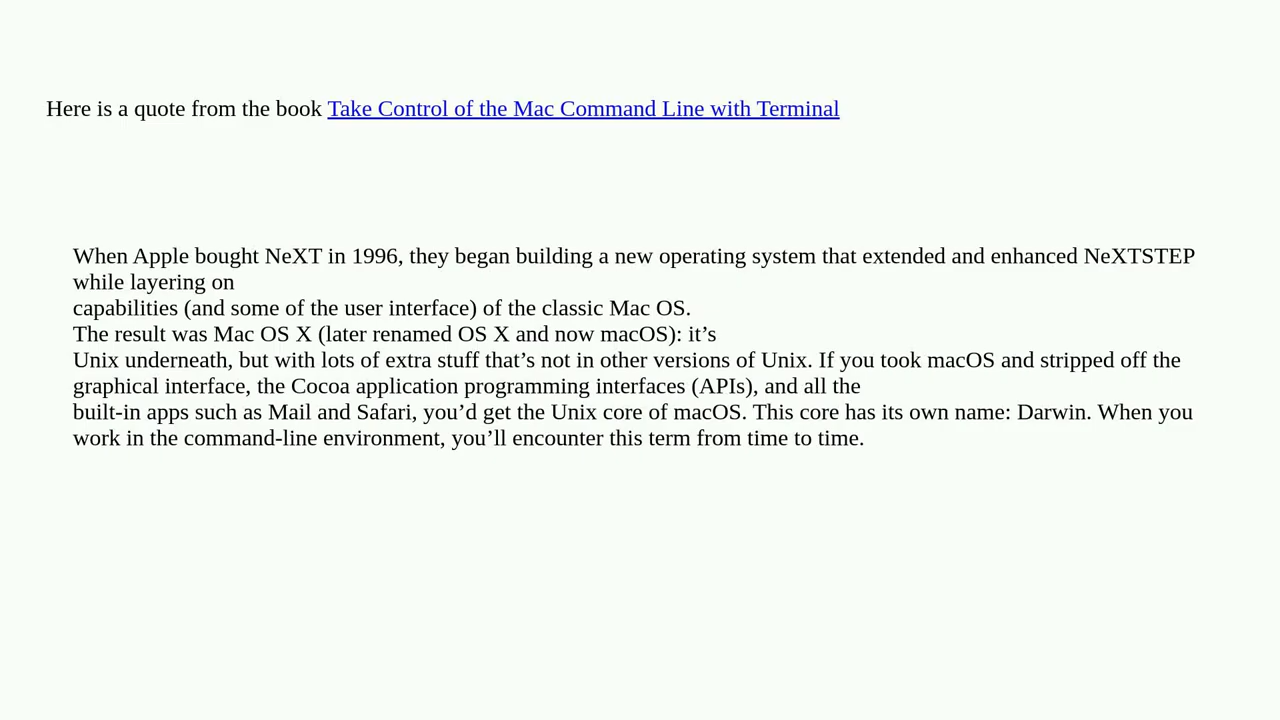 Here is a quote from the book Take Control of the Mac Command Line with Terminal
When Apple bought NeXT in 1996, they began building a new operating system that extended and enhanced NeXTSTEP
while layering on
capabilities (and some of the user interface) of the classic Mac OS.
The result was Mac OS X (later renamed OS X and now macOS): it’s
Unix underneath, but with lots of extra stuff that’s not in other versions of Unix. If you took macOS and stripped off the
graphical interface, the Cocoa application programming interfaces (APIs), and all the
built-in apps such as Mail and Safari, you’d get the Unix core of macOS. This core has its own name: Darwin. When you
work in the command-line environment, you’ll encounter this term from time to time.